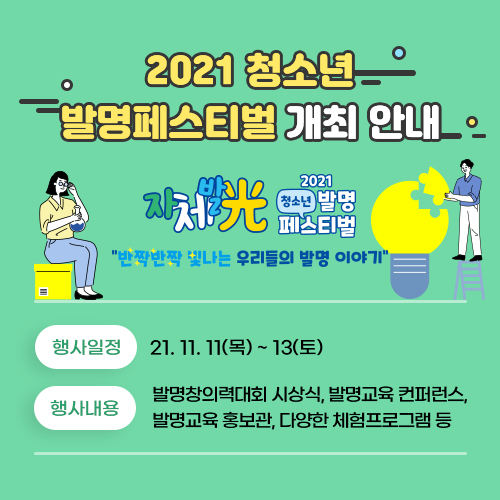 2021 청소년
발명페스티벌 개최 안내
자체발光
2021
청소년 발명
페스티벌
"반짝반짝 빛나는 우리들의 발명 이야기"
행사일정 21. 11. 11(목) ~ 13(토)
행사내용 발명창의력대회 시상식, 발명교육 컨퍼런스,
발명교육 홍보관, 다양한 체험프로그램 등